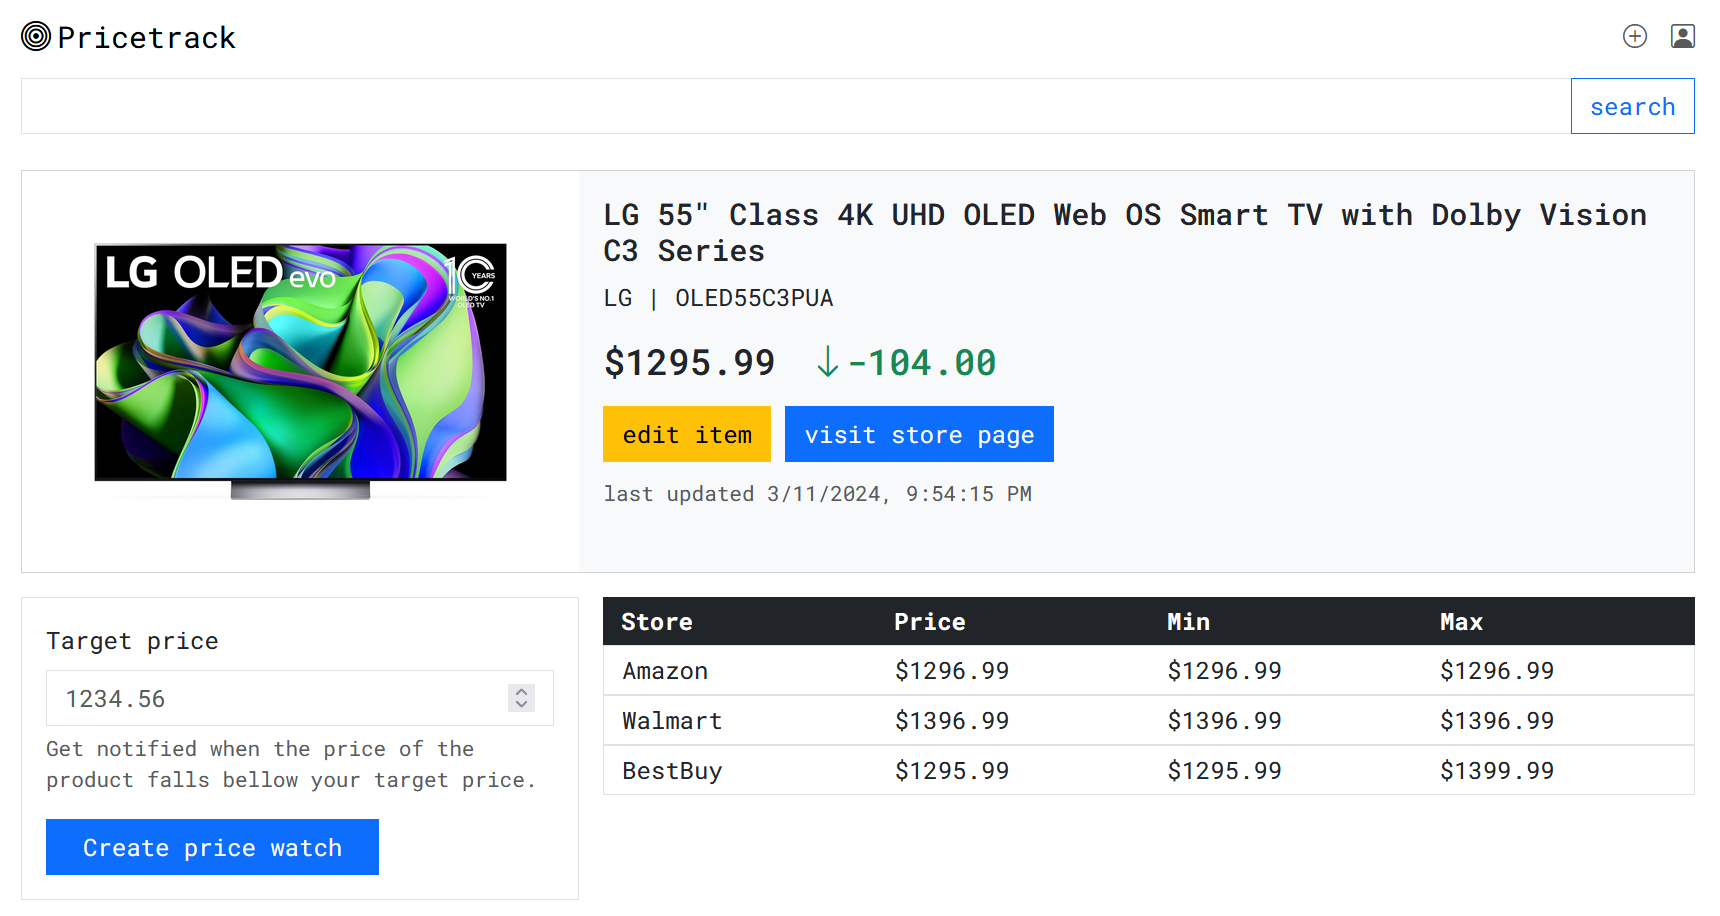 Pricetrack
search
LG OLED evo
10 YEARS
WORLD'S NO.1
OLED TV
LG 55" Class 4K UHD OLED Web OS Smart TV with Dolby Vision
C3 Series
LG | OLED55C3PUA
$1295.99 ↓-104.00
edit item visit store page
last updated 3/11/2024, 9:54:15 PM
Target price
1234.56
Get notified when the price of the
product falls bellow your target price.
Create price watch
Store Price Min Max
Amazon $1296.99 $1296.99 $1296.99
Walmart $1396.99 $1396.99 $1396.99
BestBuy $1295.99 $1295.99 $1399.99